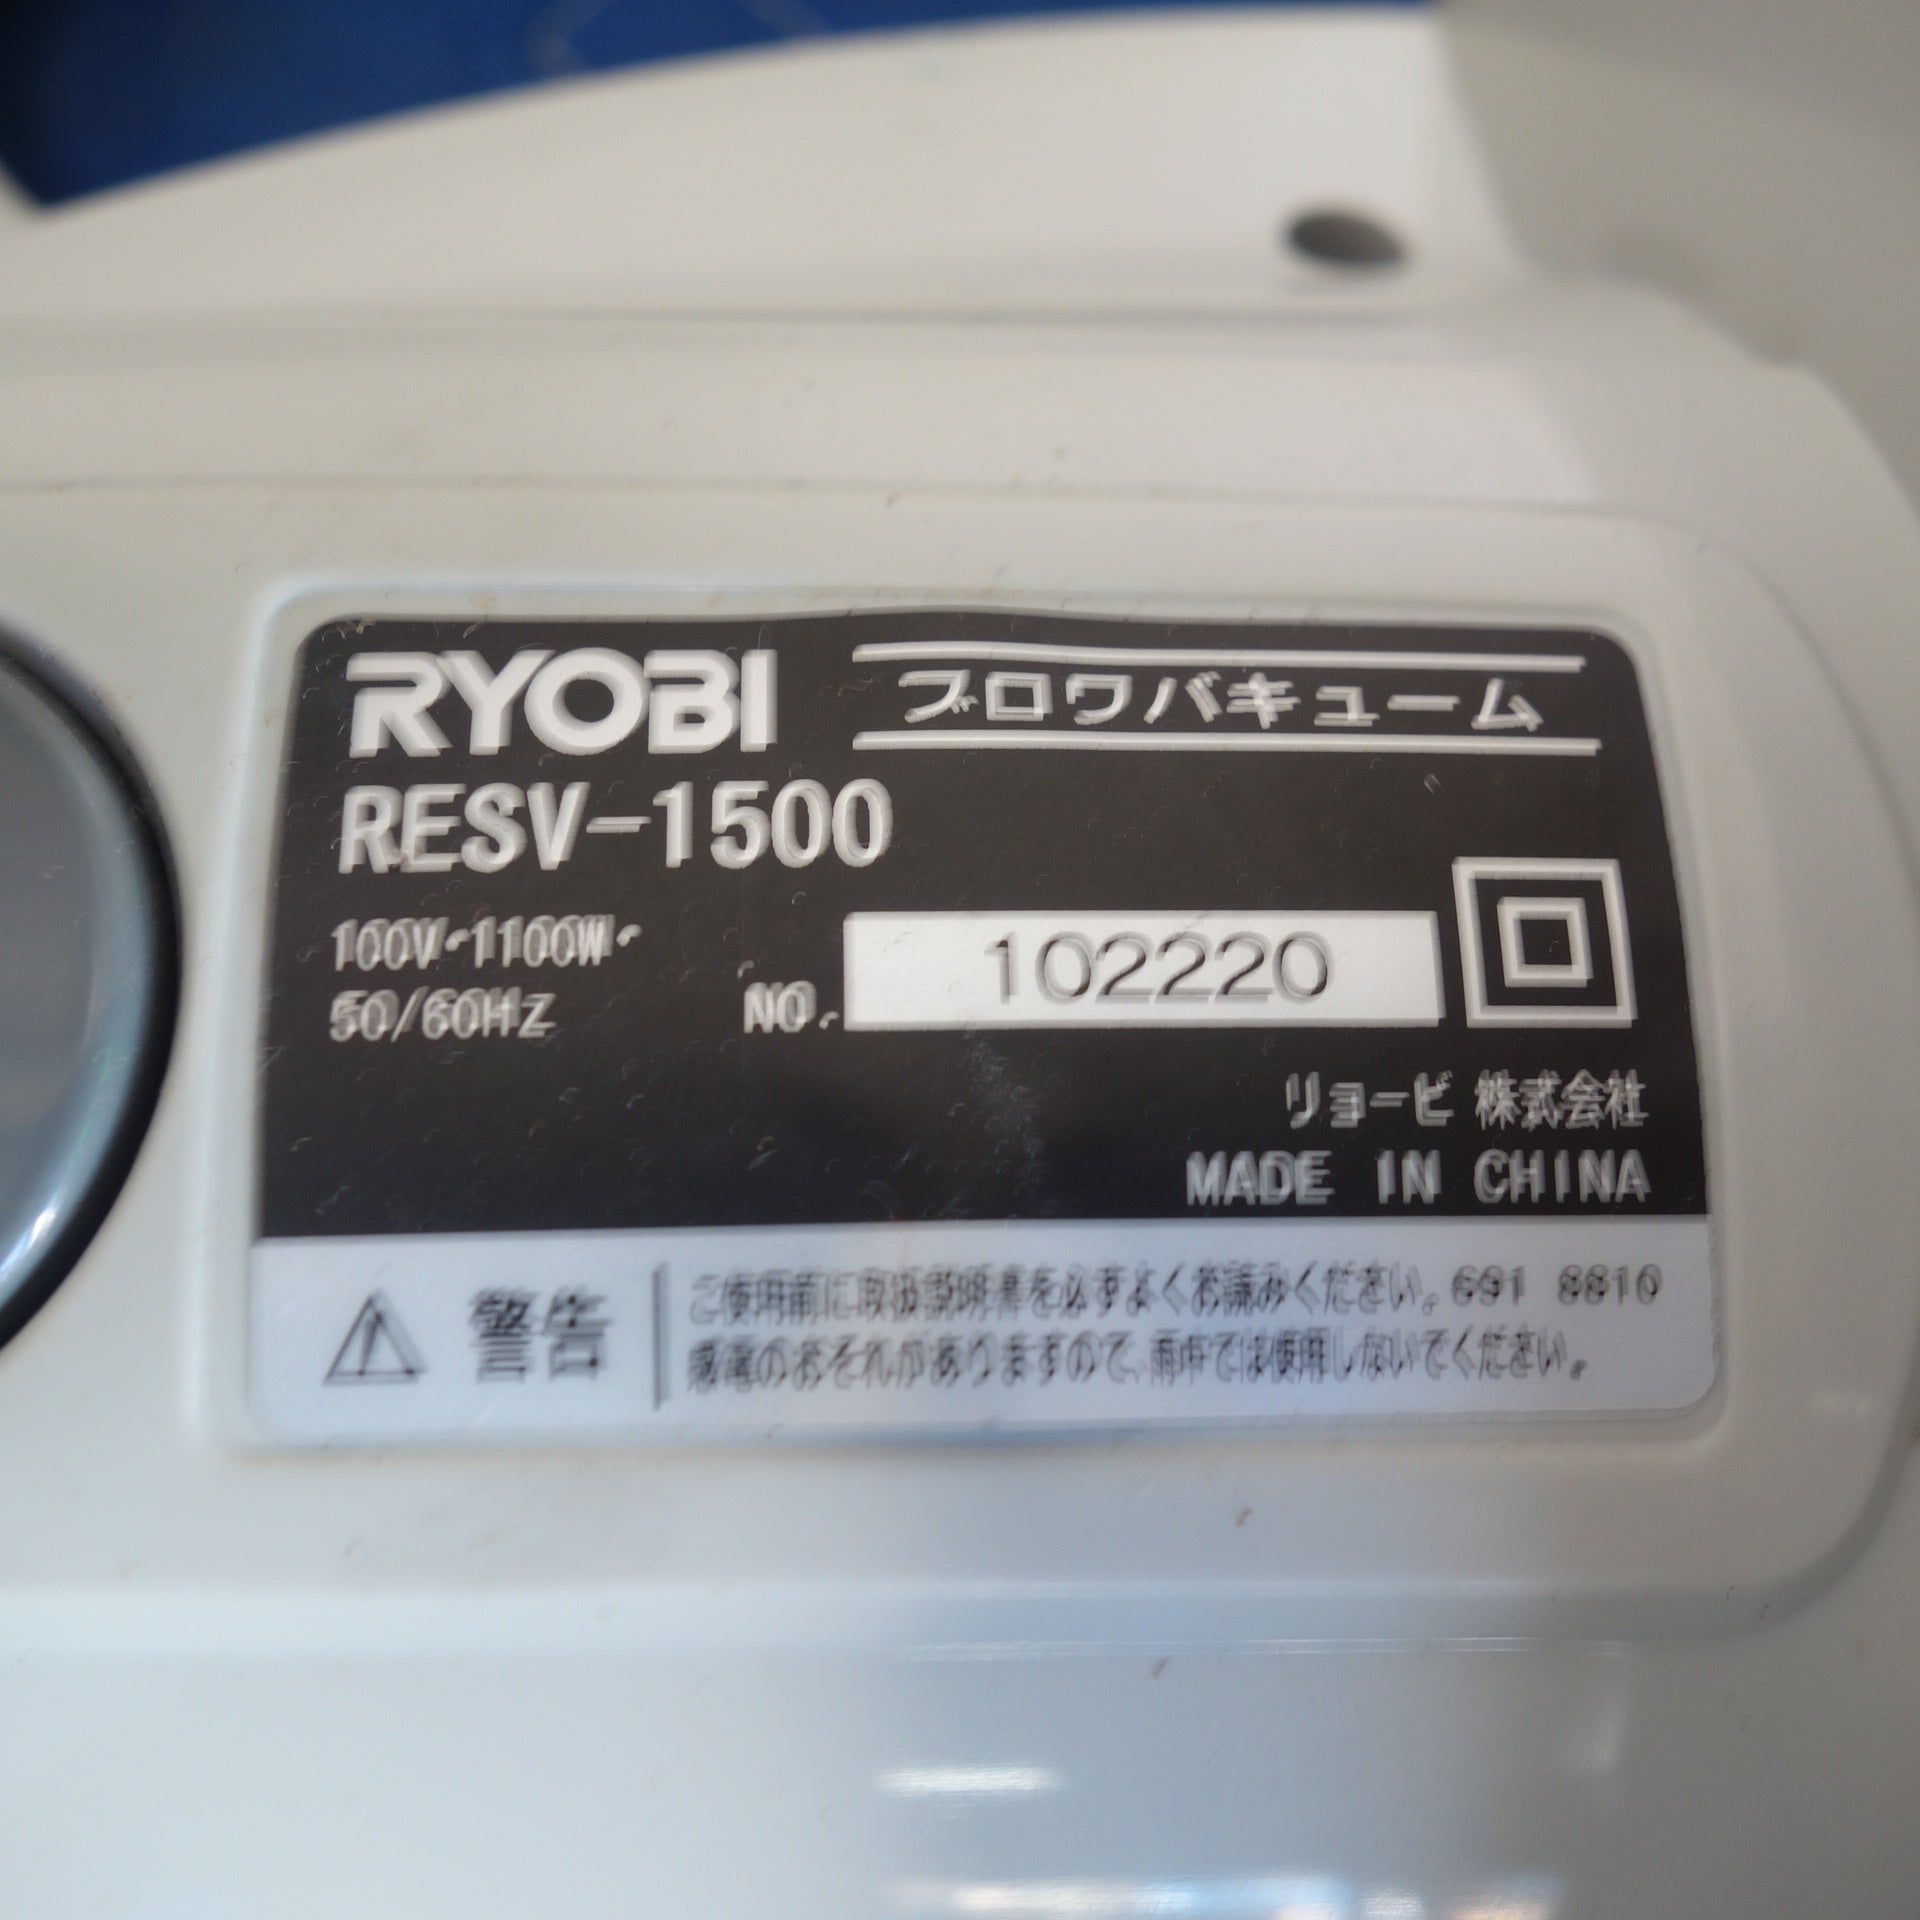 RYOBI ブロワバキューム
RESV-1500
100V・1100W・
50/60Hz
NO. 102220
リョービ 株式会社
MADE IN CHINA
警告
ご使用前に取扱説明書を必ずよくお読みください。691 8810
感電のおそれがありますので、雨中では使用しないでください。